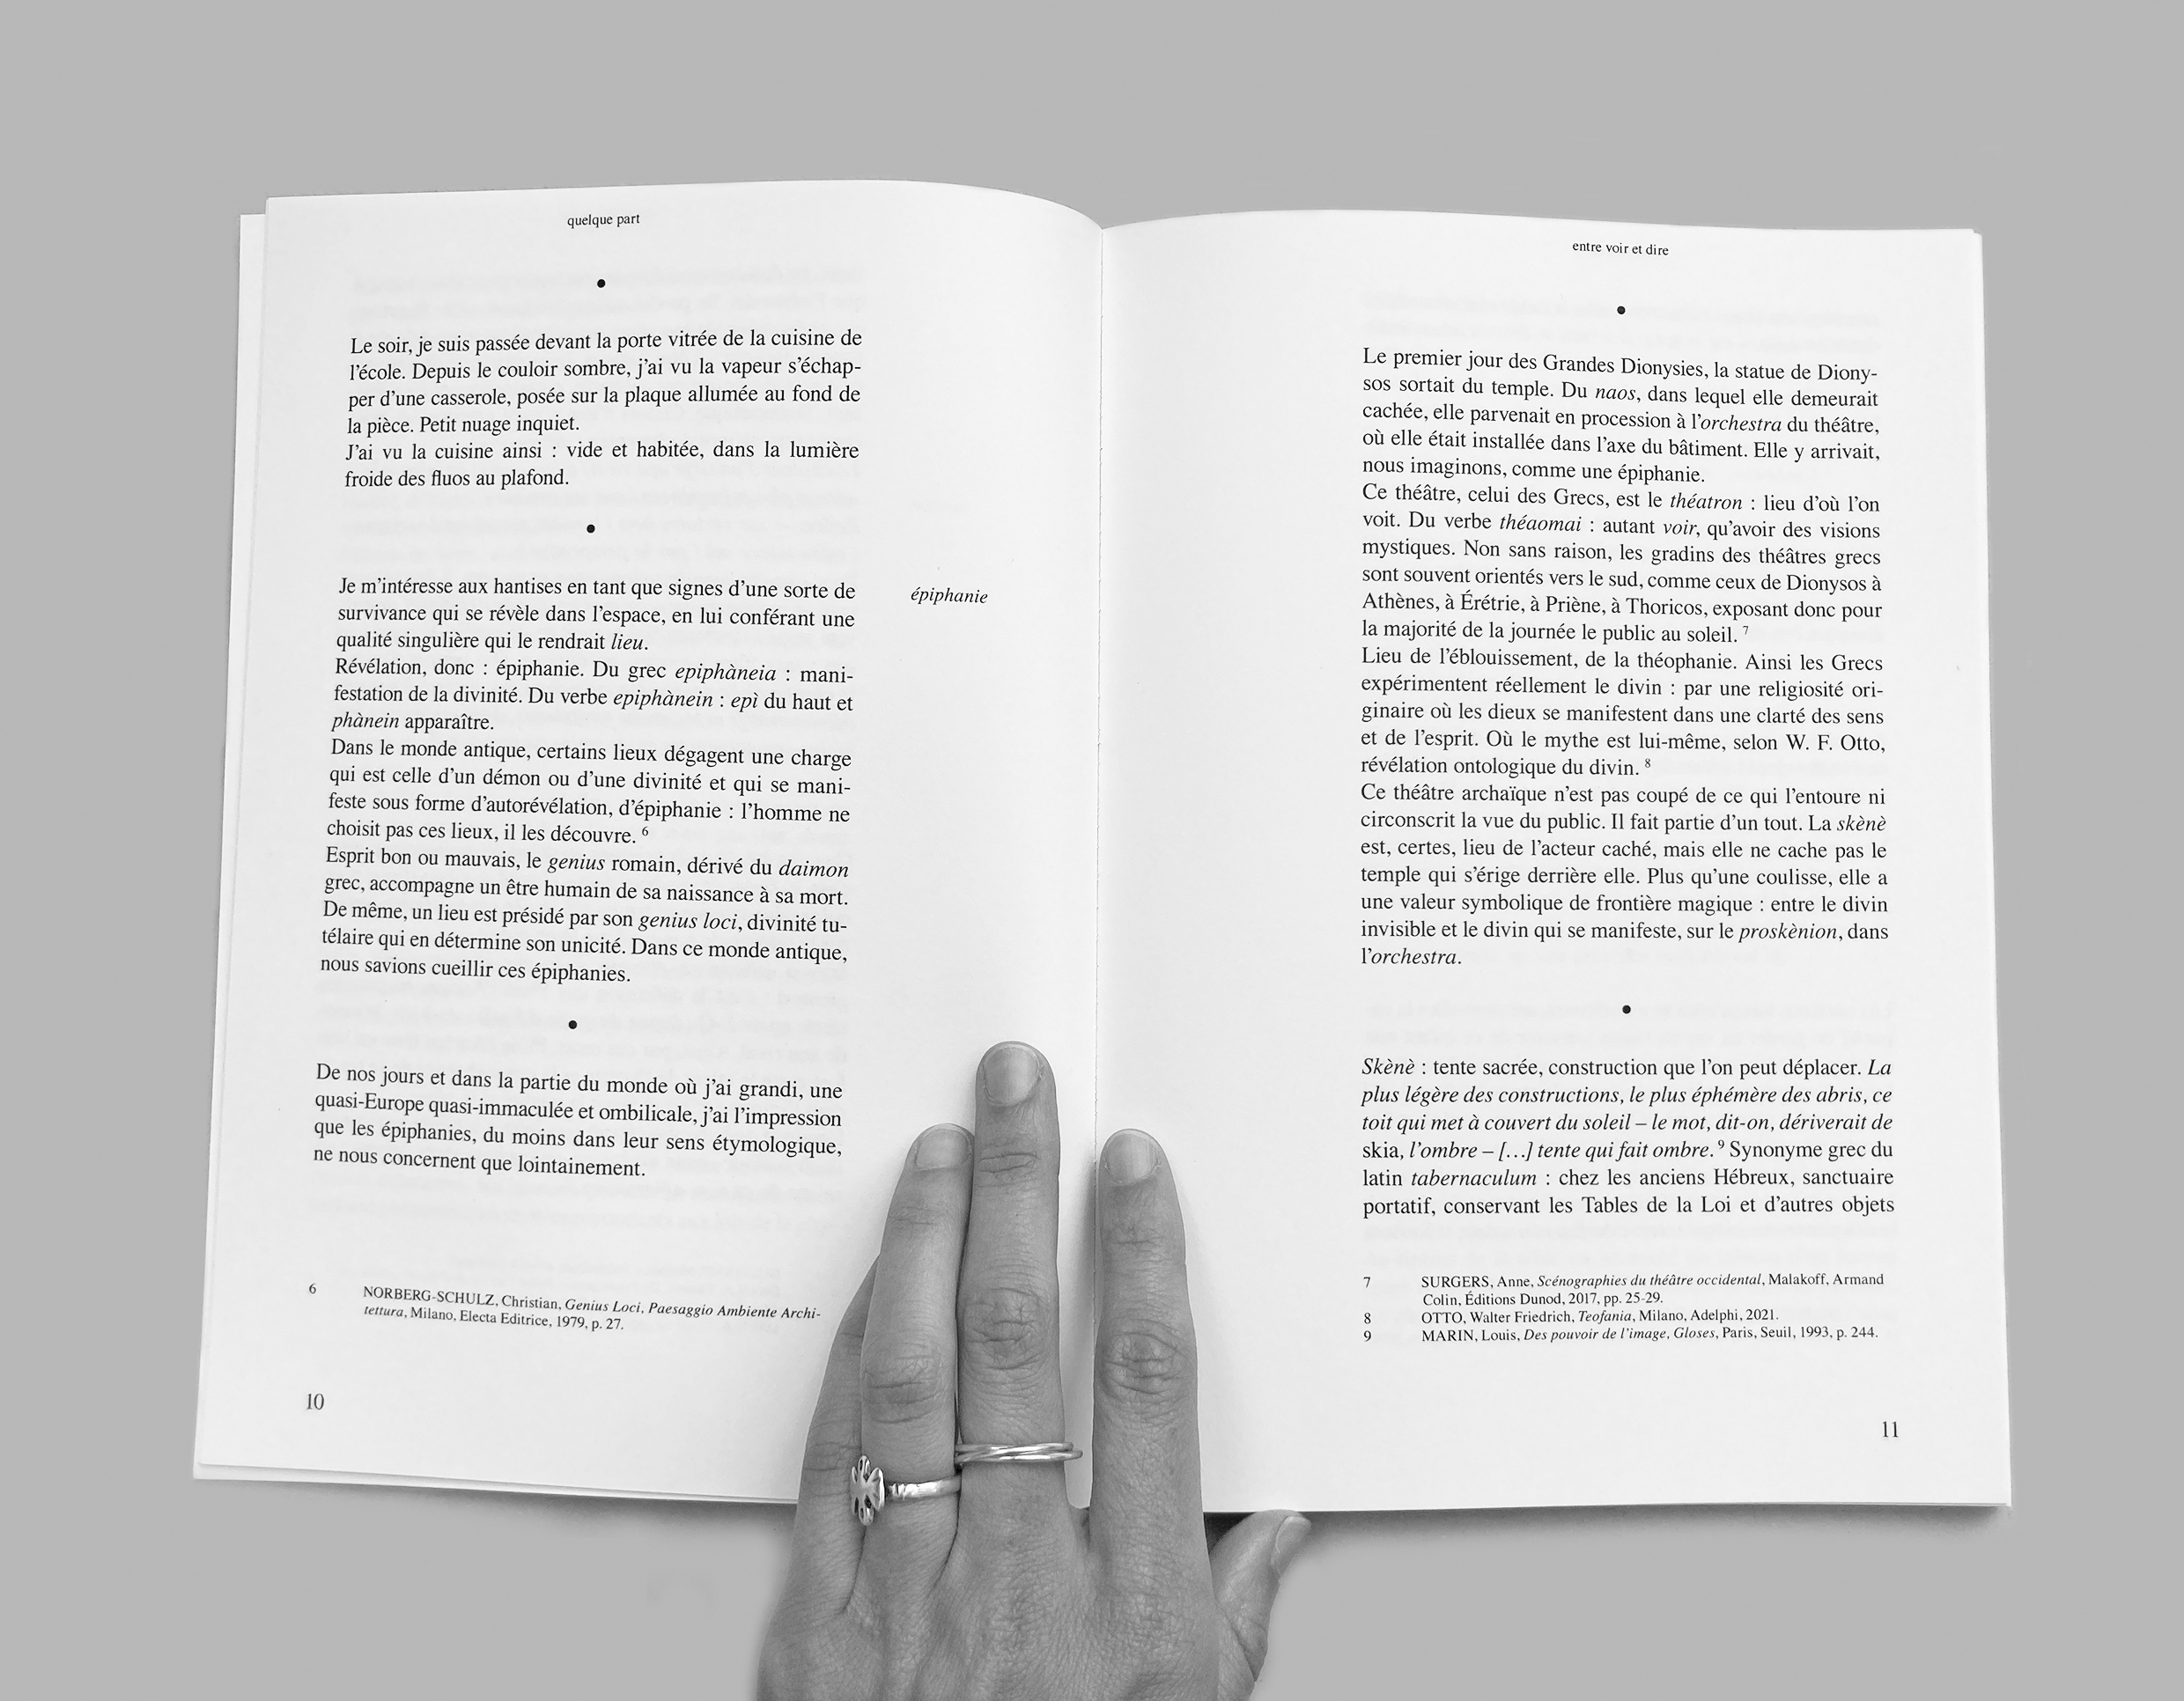 quelque part
•
Le soir, je suis passée devant la porte vitrée de la cuisine de
l’école. Depuis le couloir sombre, j’ai vu la vapeur s’échap-
per d’une casserole, posée sur la plaque allumée au fond de
la pièce. Petit nuage inquiet.
J’ai vu la cuisine ainsi : vide et habitée, dans la lumière
froide des fluos au plafond.
•
Je m’intéresse aux hantises en tant que signes d’une sorte de
survivance qui se révèle dans l’espace, en lui conférant une
qualité singulière qui le rendrait lieu.
Révélation, donc : épiphanie. Du grec epiphàneia : mani-
festation de la divinité. Du verbe epiphànein : epì du haut et
phànein apparaître.
Dans le monde antique, certains lieux dégagent une charge
qui est celle d’un démon ou d’une divinité et qui se mani-
feste sous forme d’autorévélation, d’épiphanie : l’homme ne
choisit pas ces lieux, il les découvre. 6
Esprit bon ou mauvais, le genius romain, dérivé du daimon
grec, accompagne un être humain de sa naissance à sa mort.
De même, un lieu est présidé par son genius loci, divinité tu-
télaire qui en détermine son unicité. Dans ce monde antique,
nous savions cueillir ces épiphanies.
•
De nos jours et dans la partie du monde où j’ai grandi, une
quasi-Europe quasi-immaculée et ombilicale, j’ai l’impression
que les épiphanies, du moins dans leur sens étymologique,
ne nous concernent que lointainement.
épiphanie
6 NORBERG-SCHULZ, Christian, Genius Loci, Paesaggio Ambiente Archi-
tettura, Milano, Electa Editrice, 1979, p. 27.
10
entre voir et dire
•
Le premier jour des Grandes Dionysies, la statue de Diony-
sos sortait du temple. Du naos, dans lequel elle demeurait
cachée, elle parvenait en procession à l’orchestra du théâtre,
où elle était installée dans l’axe du bâtiment. Elle y arrivait,
nous imaginons, comme une épiphanie.
Ce théâtre, celui des Grecs, est le théatron : lieu d’où l’on
voit. Du verbe théaomai : autant voir, qu’avoir des visions
mystiques. Non sans raison, les gradins des théâtres grecs
sont souvent orientés vers le sud, comme ceux de Dionysos à
Athènes, à Érétrie, à Priène, à Thoricos, exposant donc pour
la majorité de la journée le public au soleil. 7
Lieu de l’éblouissement, de la théophanie. Ainsi les Grecs
expérimentent réellement le divin : par une religiosité ori-
ginaire où les dieux se manifestent dans une clarté des sens
et de l’esprit. Où le mythe est lui-même, selon W. F. Otto,
révélation ontologique du divin. 8
Ce théâtre archaïque n’est pas coupé de ce qui l’entoure ni
circonscrit la vue du public. Il fait partie d’un tout. La skènè
est, certes, lieu de l’acteur caché, mais elle ne cache pas le
temple qui s’érige derrière elle. Plus qu’une coulisse, elle a
une valeur symbolique de frontière magique : entre le divin
invisible et le divin qui se manifeste, sur le proskènion, dans
l’orchestra.
•
Skènè : tente sacrée, construction que l’on peut déplacer. La
plus légère des constructions, le plus éphémère des abris, ce
toit qui met à couvert du soleil – le mot, dit-on, dériverait de
skia, l’ombre – […] tente qui fait ombre. 9 Synonyme grec du
latin tabernaculum : chez les anciens Hébreux, sanctuaire
portatif, conservant les Tables de la Loi et d’autres objets
7 SURGERS, Anne, Scénographies du théâtre occidental, Malakoff, Armand
Colin, Éditions Dunod, 2017, pp. 25-29.
8 OTTO, Walter Friedrich, Teofania, Milano, Adelphi, 2021.
9 MARIN, Louis, Des pouvoir de l’image, Gloses, Paris, Seuil, 1993, p. 244.
11